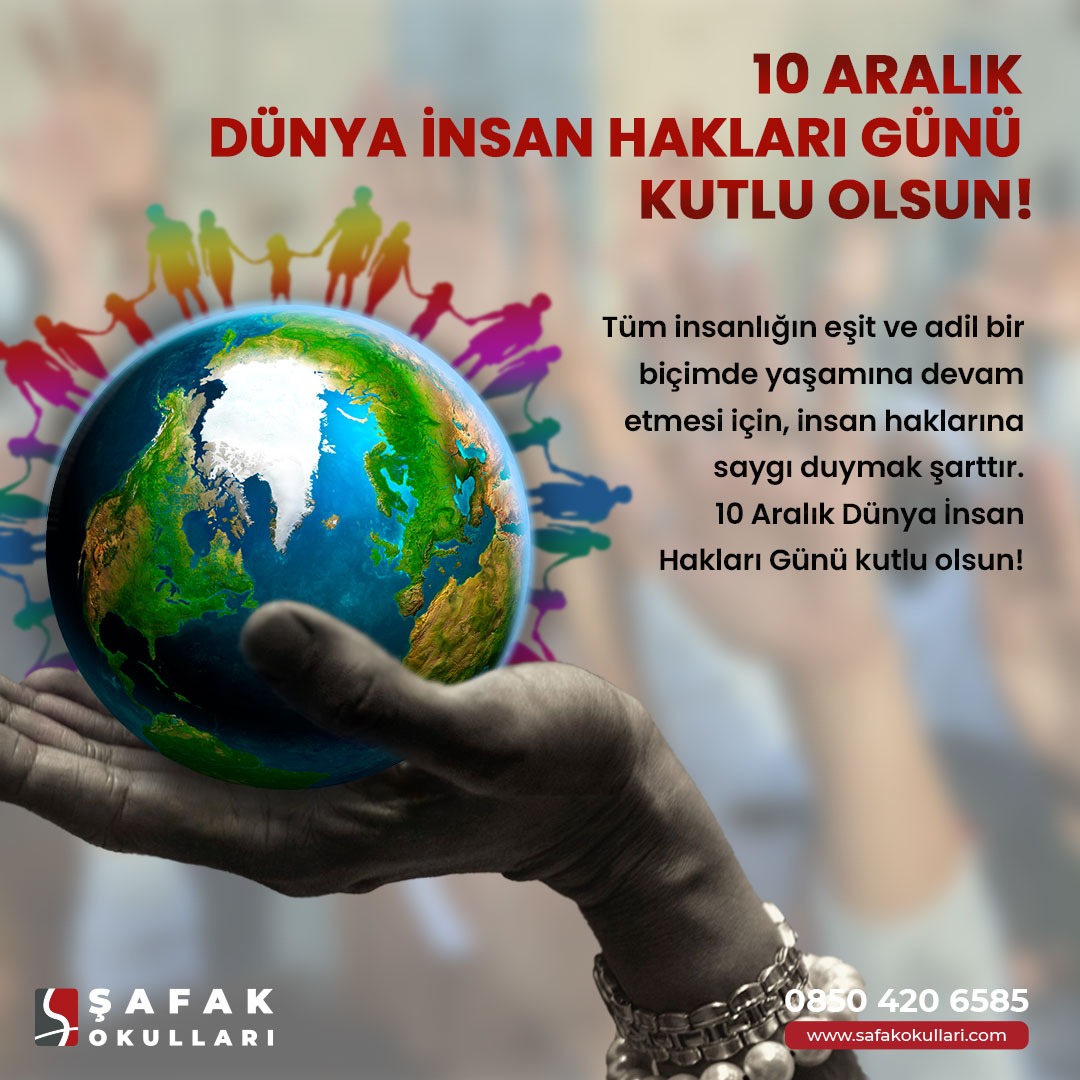 10 ARALIK
DÜNYA İNSAN HAKLARI GÜNÜ
KUTLU OLSUN!
Tüm insanlığın eşit ve adil bir
biçimde yaşamına devam
etmesi için, insan haklarına
saygı duymak şarttır.
10 Aralık Dünya İnsan
Hakları Günü kutlu olsun!
ŞAFAK
OKULLARI
0850 420 6585
www.safakokullari.com